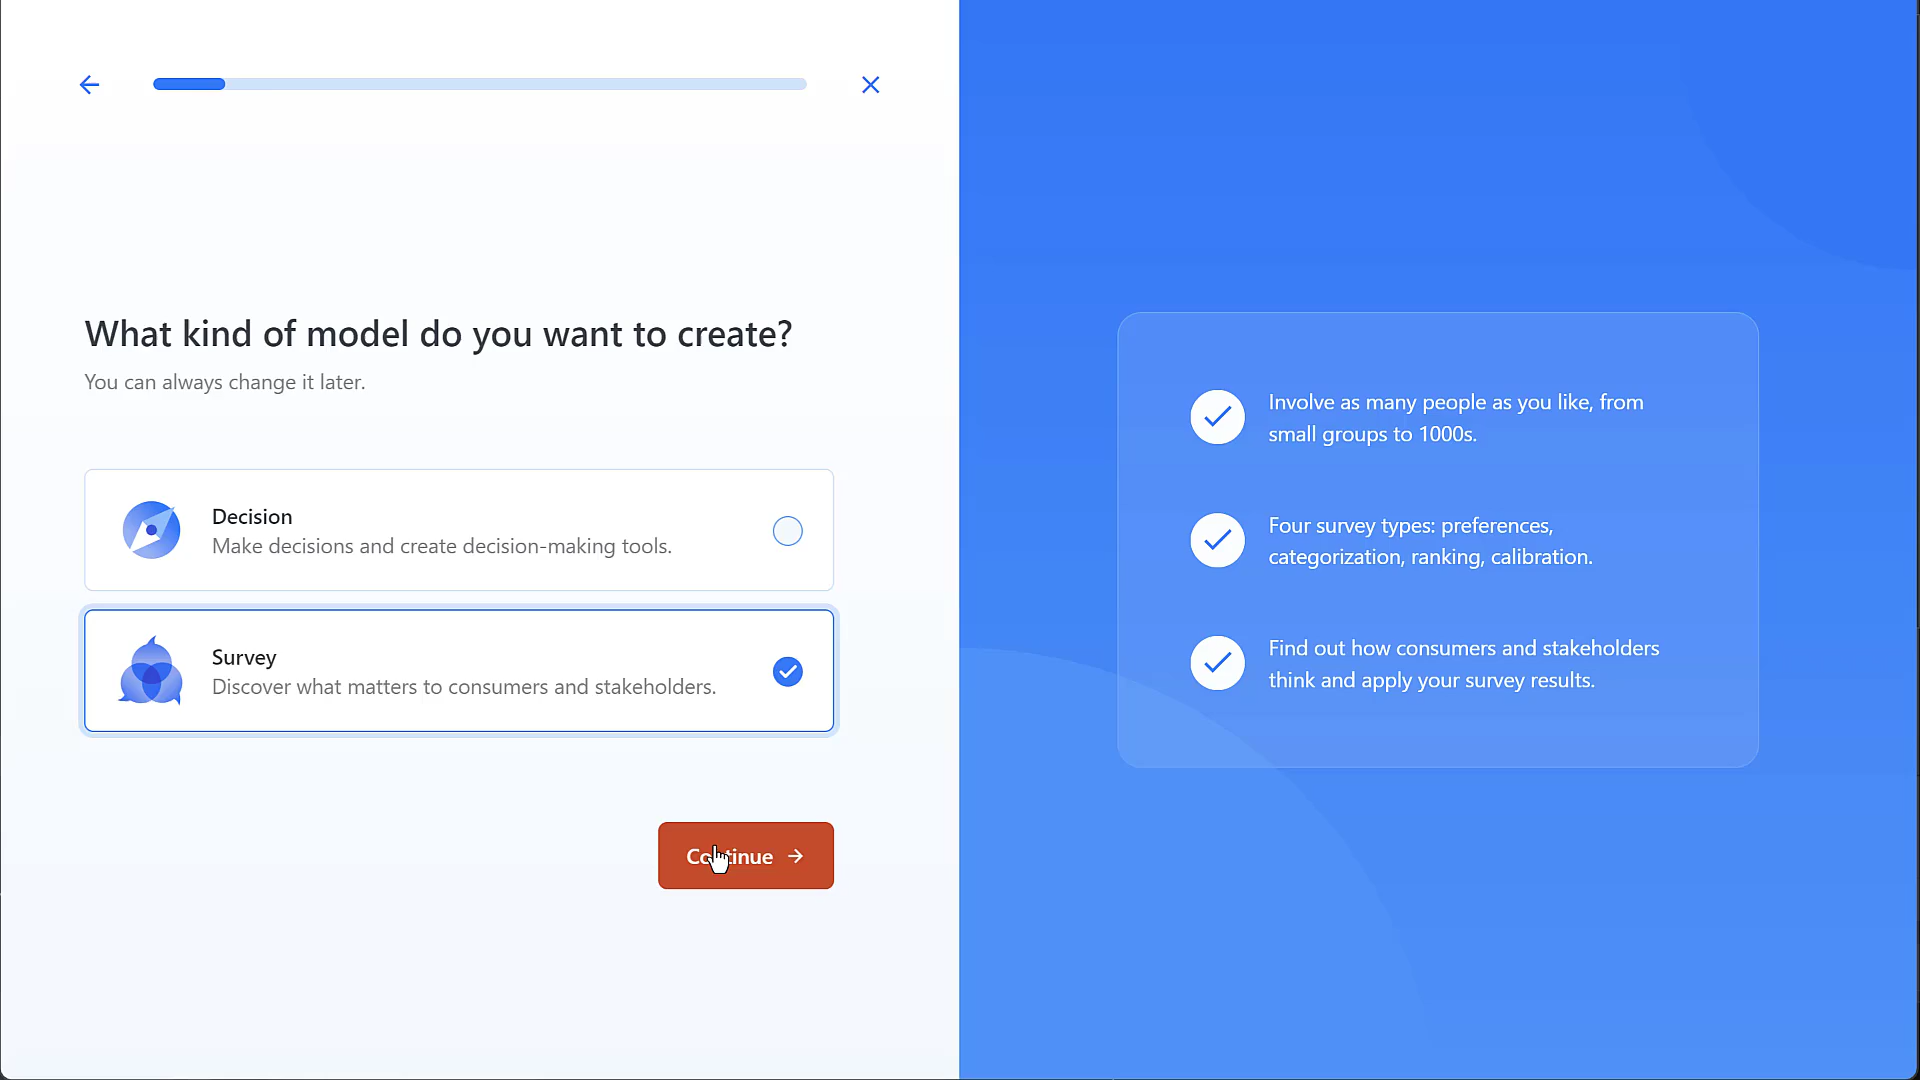 What kind of model do you want to create?
You can always change it later.
Decision
Make decisions and create decision-making tools.
Survey
Discover what matters to consumers and stakeholders.
Continue
Involve as many people as you like, from
small groups to 1000s.
Four survey types: preferences,
categorization, ranking, calibration.
Find out how consumers and stakeholders
think and apply your survey results.